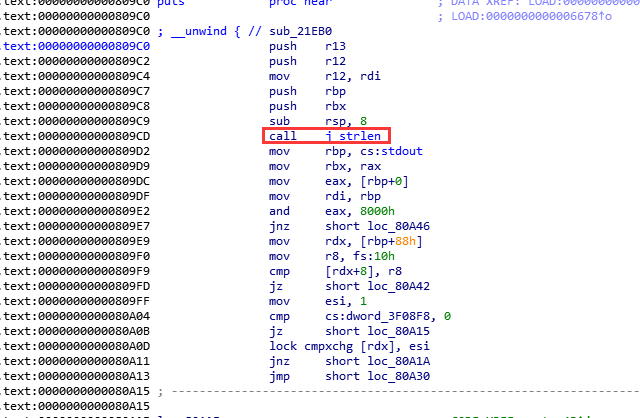 .text:00000000000809C0 puts proc near ; DATA XREF: LOAD:00000000000
.text:00000000000809C0 ; LOAD:0000000000006678↑o
.text:00000000000809C0 ; __unwind { // sub_21EB0
.text:00000000000809C0 push r13
.text:00000000000809C2 push r12
.text:00000000000809C4 mov r12, rdi
.text:00000000000809C7 push rbp
.text:00000000000809C8 push rbx
.text:00000000000809C9 sub rsp, 8
.text:00000000000809CD call j_strlen
.text:00000000000809D2 mov rbp, cs:stdout
.text:00000000000809D9 mov rbx, rax
.text:00000000000809DC mov eax, [rbp+0]
.text:00000000000809DF mov rdi, rbp
.text:00000000000809E2 and eax, 8000h
.text:00000000000809E7 jnz short loc_80A46
.text:00000000000809E9 mov rdx, [rbp+88h]
.text:00000000000809F0 mov r8, fs:10h
.text:00000000000809F9 cmp [rdx+8], r8
.text:00000000000809FD jz short loc_80A42
.text:00000000000809FF mov esi, 1
.text:0000000000080A04 cmp cs:dword_3F08F8, 0
.text:0000000000080A0B jz short loc_80A15
.text:0000000000080A0D lock cmpxchg [rdx], esi
.text:0000000000080A11 jnz short loc_80A1A
.text:0000000000080A13 jmp short loc_80A30
.text:0000000000080A15 ; ---------------------------------------------------------------------------
.text:0000000000080A15